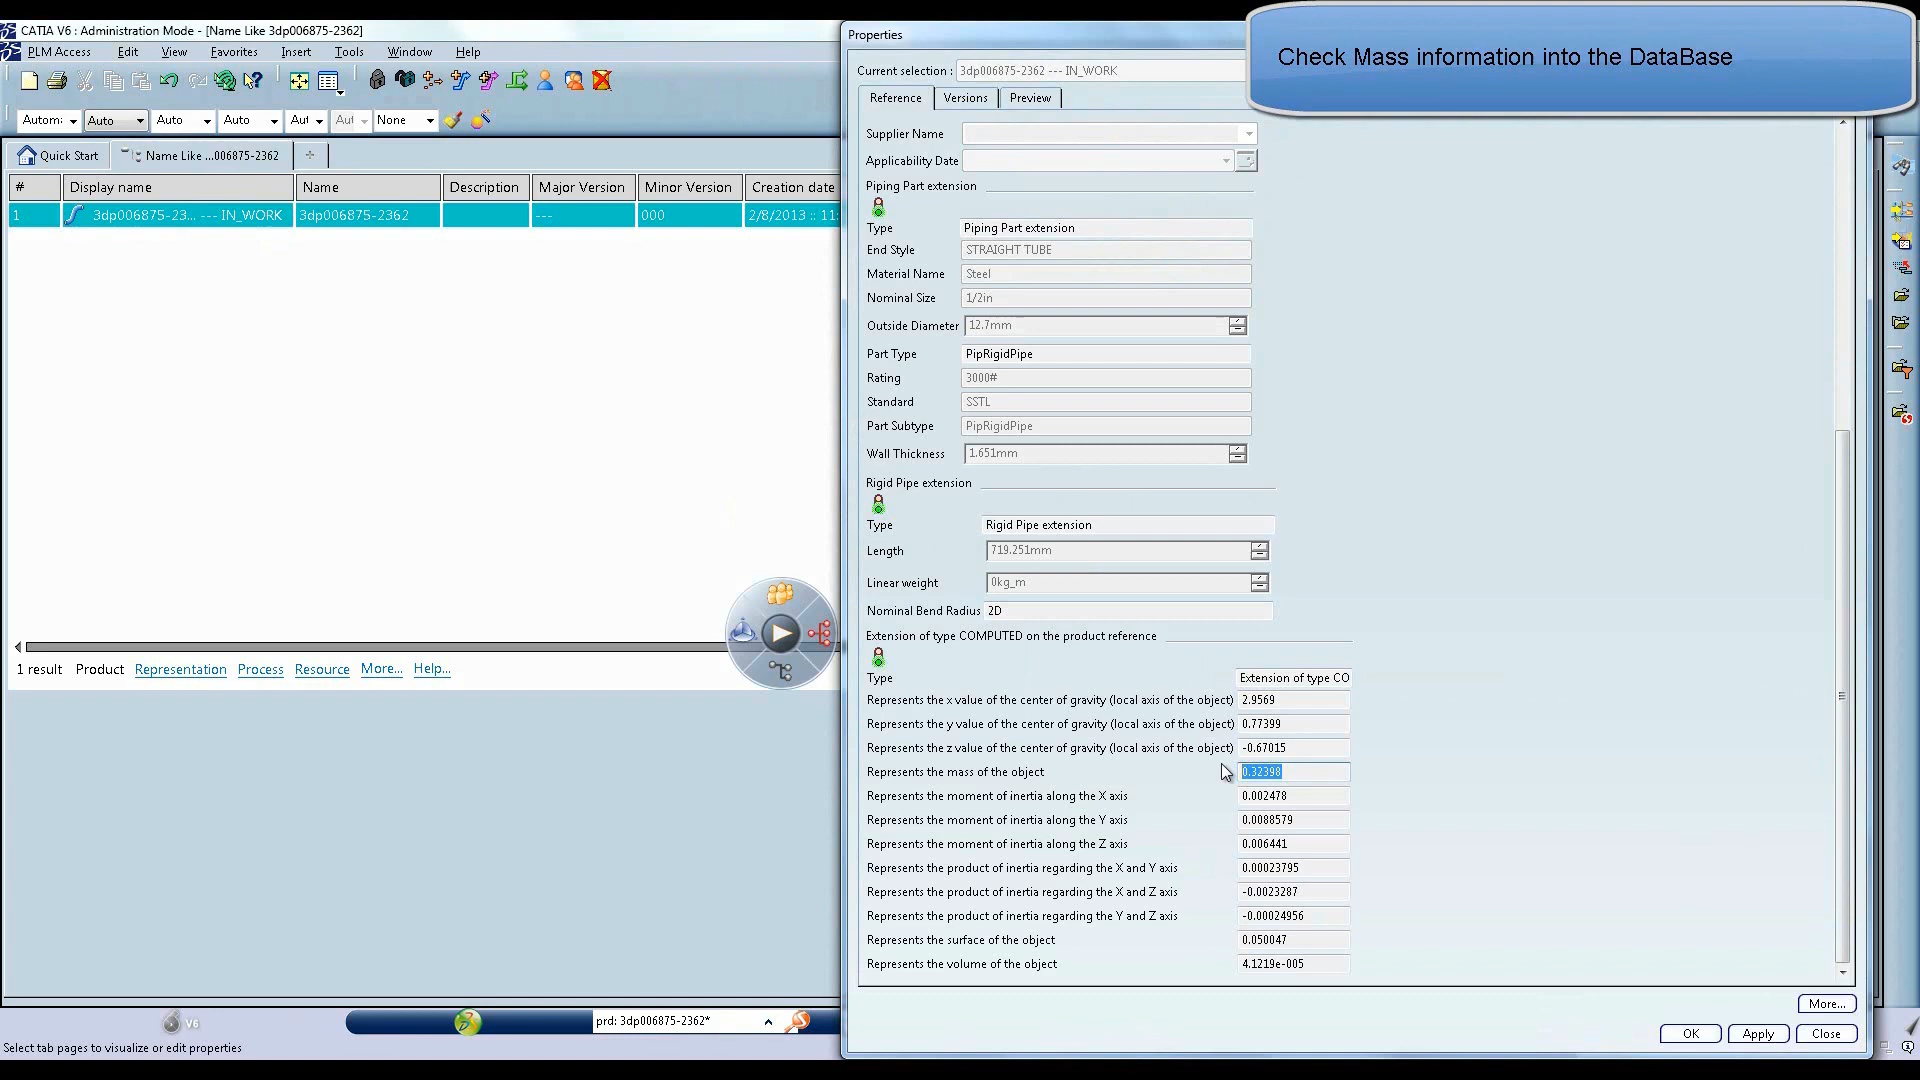 CATIA V6 : Administration Mode - [Name Like 3dp006875-2362]
PLM Access Edit View Favorites Insert Tools Window Help
Autom: Auto Auto Auto Aut Aut None
Quick Start Name Like ...006875-2362
# Display name Name Description Major Version Minor Version Creation date
1 3dp006875-23... --- IN_WORK 3dp006875-2362 --- 000 2/8/2013 :: 11:
1 result Product Representation Process Resource More... Help...
V6
prd: 3dp006875-2362*
Select tab pages to visualize or edit properties
Check Mass information into the DataBase
Properties
Current selection : 3dp006875-2362 --- IN_WORK
Reference Versions Preview
Supplier Name
Applicability Date
Piping Part extension
Type Piping Part extension
End Style STRAIGHT TUBE
Material Name Steel
Nominal Size 1/2in
Outside Diameter 12.7mm
Part Type PipRigidPipe
Rating 3000#
Standard SSTL
Part Subtype PipRigidPipe
Wall Thickness 1.651mm
Rigid Pipe extension
Type Rigid Pipe extension
Length 719.251mm
Linear weight 0kg_m
Nominal Bend Radius 2D
Extension of type COMPUTED on the product reference
Type Extension of type CO
Represents the x value of the center of gravity (local axis of the object) 2.9569
Represents the y value of the center of gravity (local axis of the object) 0.77399
Represents the z value of the center of gravity (local axis of the object) -0.67015
Represents the mass of the object 0.32398
Represents the moment of inertia along the X axis 0.002478
Represents the moment of inertia along the Y axis 0.0088579
Represents the moment of inertia along the Z axis 0.006441
Represents the product of inertia regarding the X and Y axis 0.00023795
Represents the product of inertia regarding the X and Z axis -0.0023287
Represents the product of inertia regarding the Y and Z axis -0.00024956
Represents the surface of the object 0.050047
Represents the volume of the object 4.1219e-005
More...
OK Apply Close